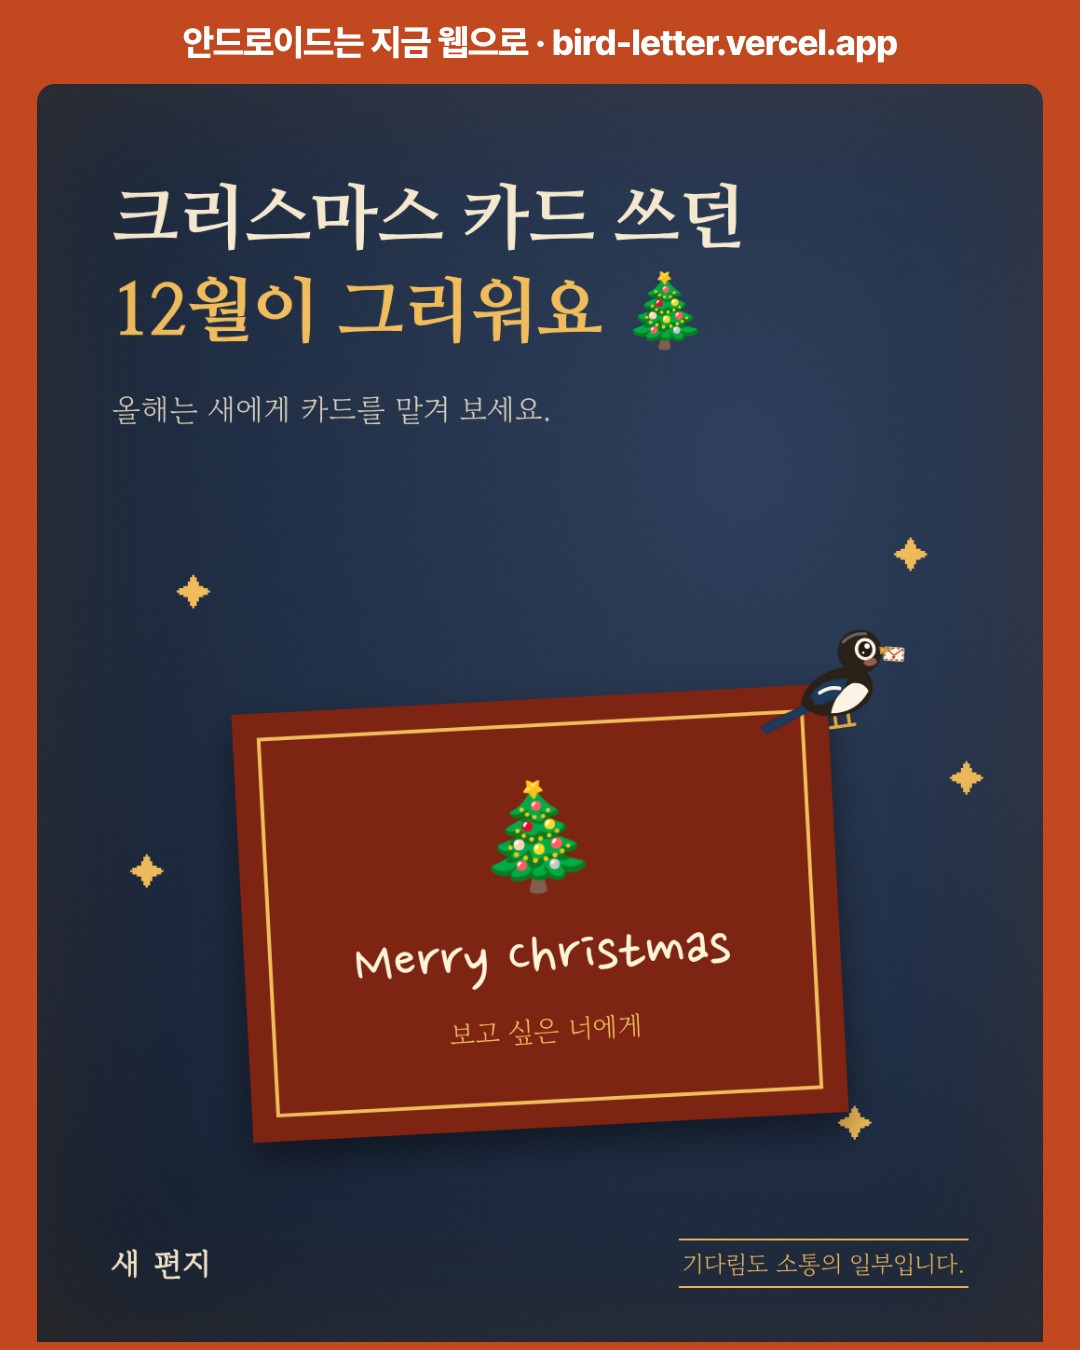 안드로이드는 지금 웹으로 · bird-letter.vercel.app
크리스마스 카드 쓰던
12월이 그리워요
올해는 새에게 카드를 맡겨 보세요.
Merry christmas
보고 싶은 너에게
새 편지
기다림도 소통의 일부입니다.